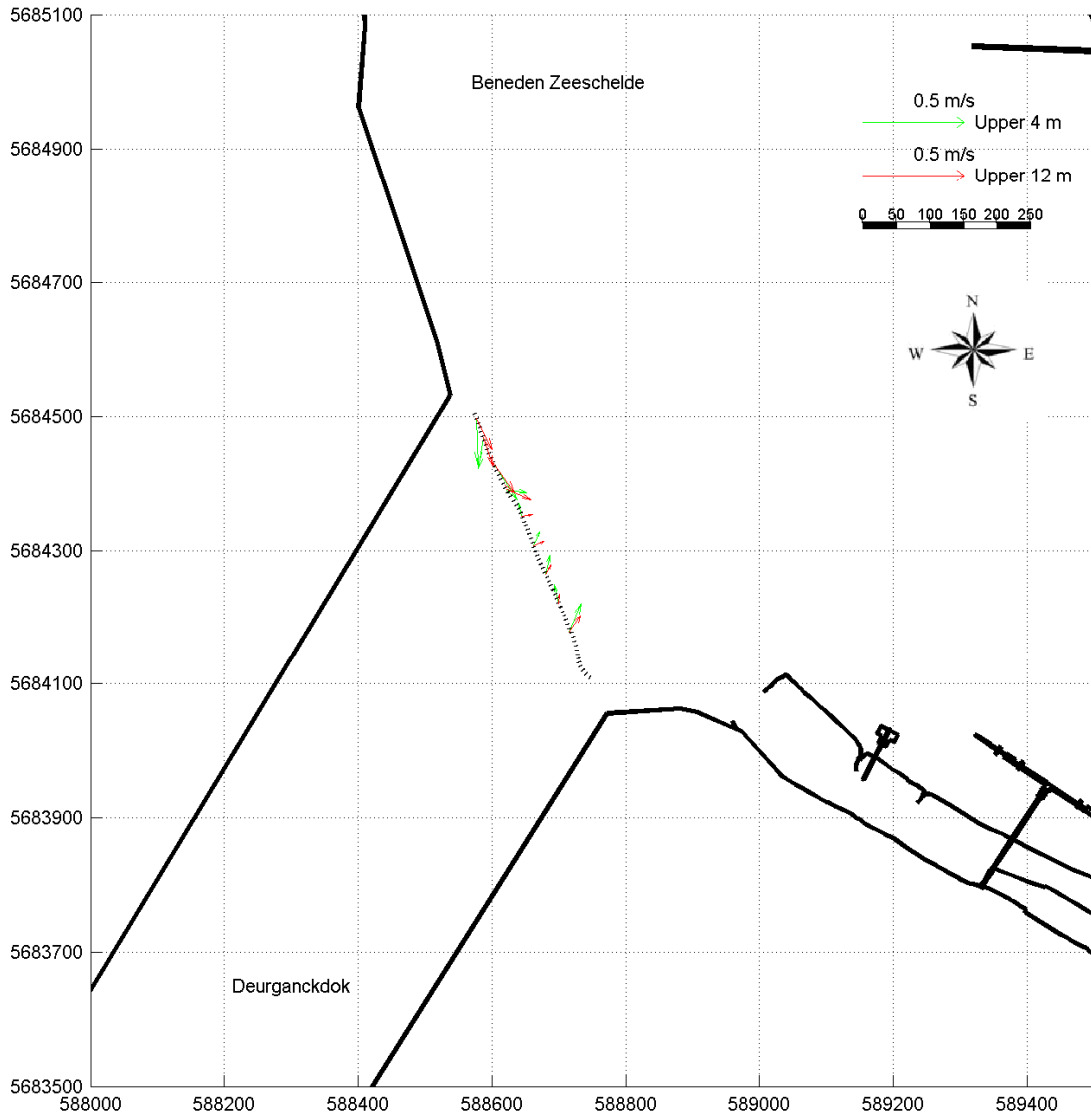 5685100
Beneden Zeeschelde
0.5 m/s
Upper 4 m
5684900
0.5 m/s
Upper 12 m
0 50 100 150 200 250
5684700
N
W E
S
5684500
5684300
5684100
5683900
5683700
Deurganckdok
5683500
588000 588200 588400 588600 588800 589000 589200 589400